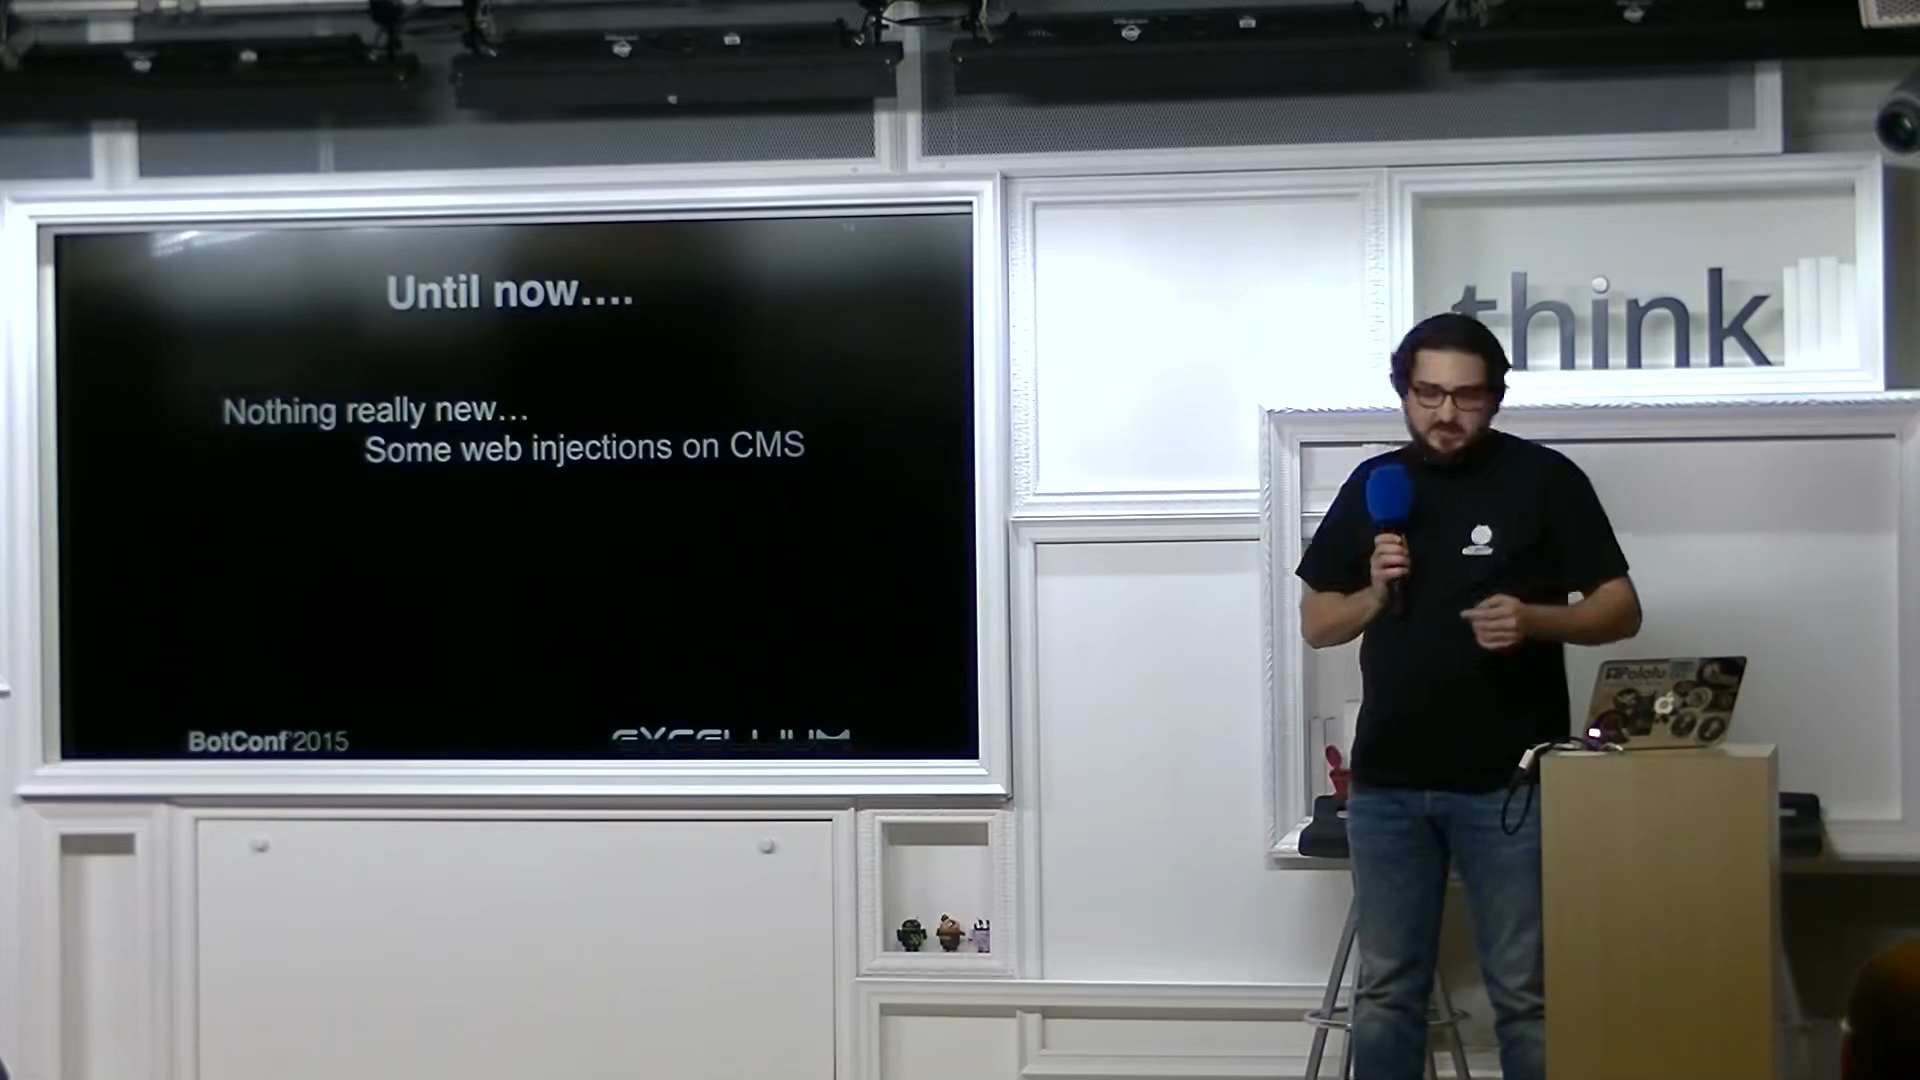 Until now....
Nothing really new...
Some web injections on CMS
BotConf'2015
EXCELLIUM
think
Pololu